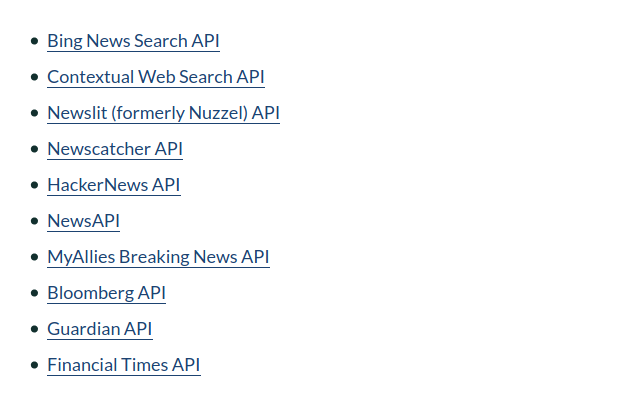 Bing News Search API
Contextual Web Search API
Newslit (formerly Nuzzel) API
Newscatcher API
HackerNews API
NewsAPI
MyAllies Breaking News API
Bloomberg API
Guardian API
Financial Times API